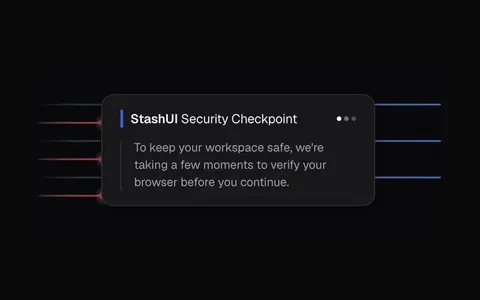 StashUI Security Checkpoint
To keep your workspace safe, we're
taking a few moments to verify your
browser before you continue.